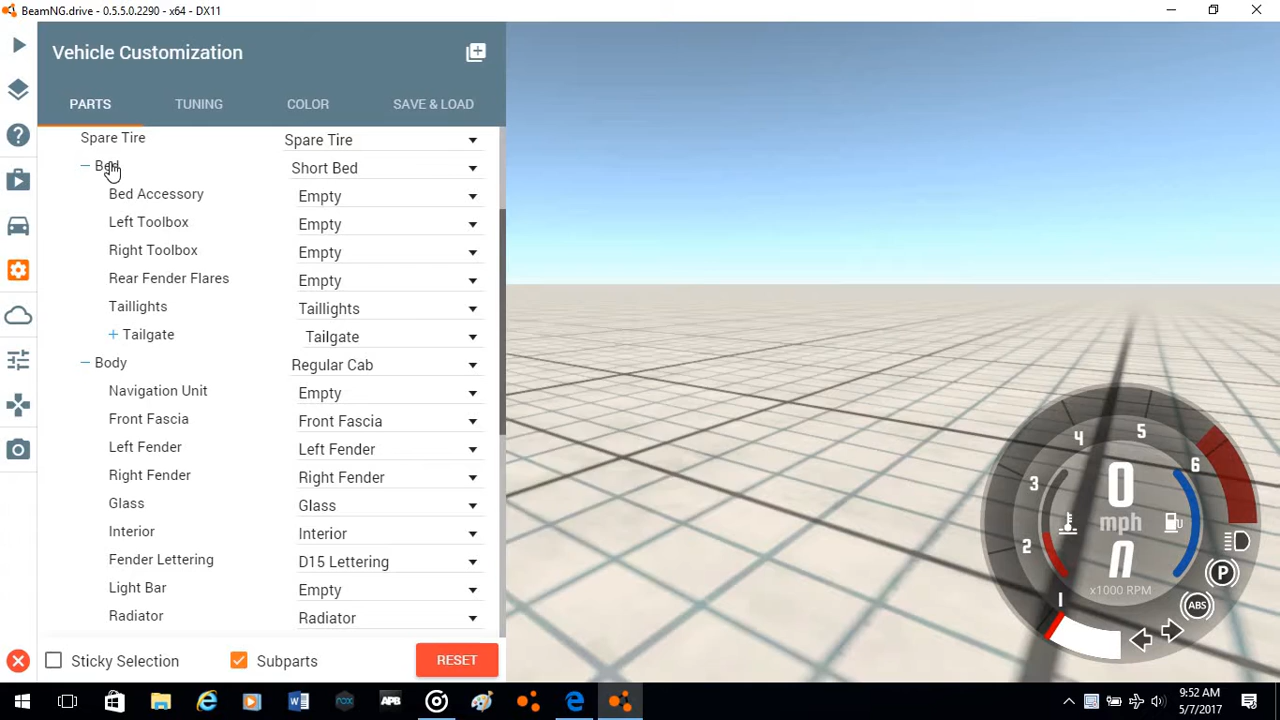 BeamNG.drive - 0.5.5.0.2290 - x64 - DX11
Vehicle Customization
PARTS TUNING COLOR SAVE & LOAD
Spare Tire Spare Tire
− Bed Short Bed
Bed Accessory Empty
Left Toolbox Empty
Right Toolbox Empty
Rear Fender Flares Empty
Taillights Taillights
+ Tailgate Tailgate
− Body Regular Cab
Navigation Unit Empty
Front Fascia Front Fascia
Left Fender Left Fender
Right Fender Right Fender
Glass Glass
Interior Interior
Fender Lettering D15 Lettering
Light Bar Empty
Radiator Radiator
Sticky Selection Subparts RESET
1 2 3 4 5 6
0
mph
0
x1000 RPM
P
ABS
APB
9:52 AM
5/7/2017